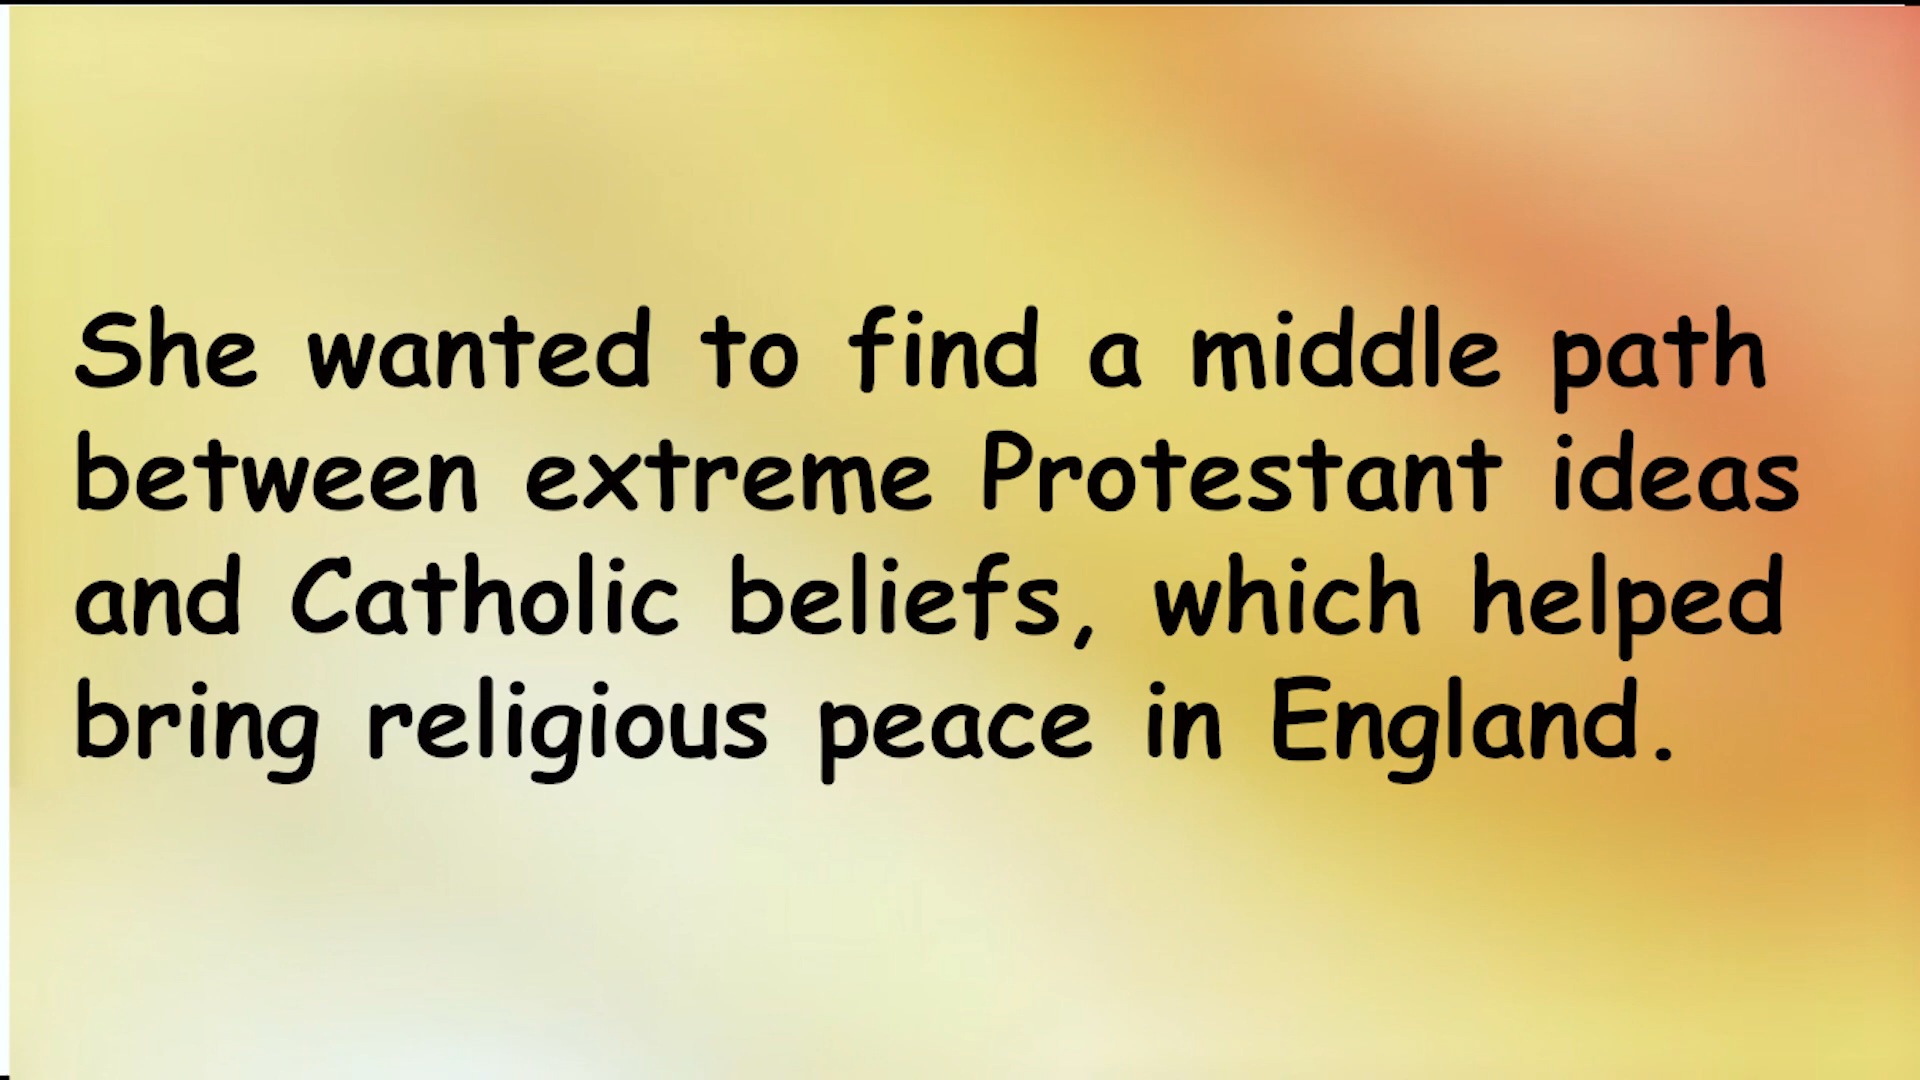 She wanted to find a middle path
between extreme Protestant ideas
and Catholic beliefs, which helped
bring religious peace in England.